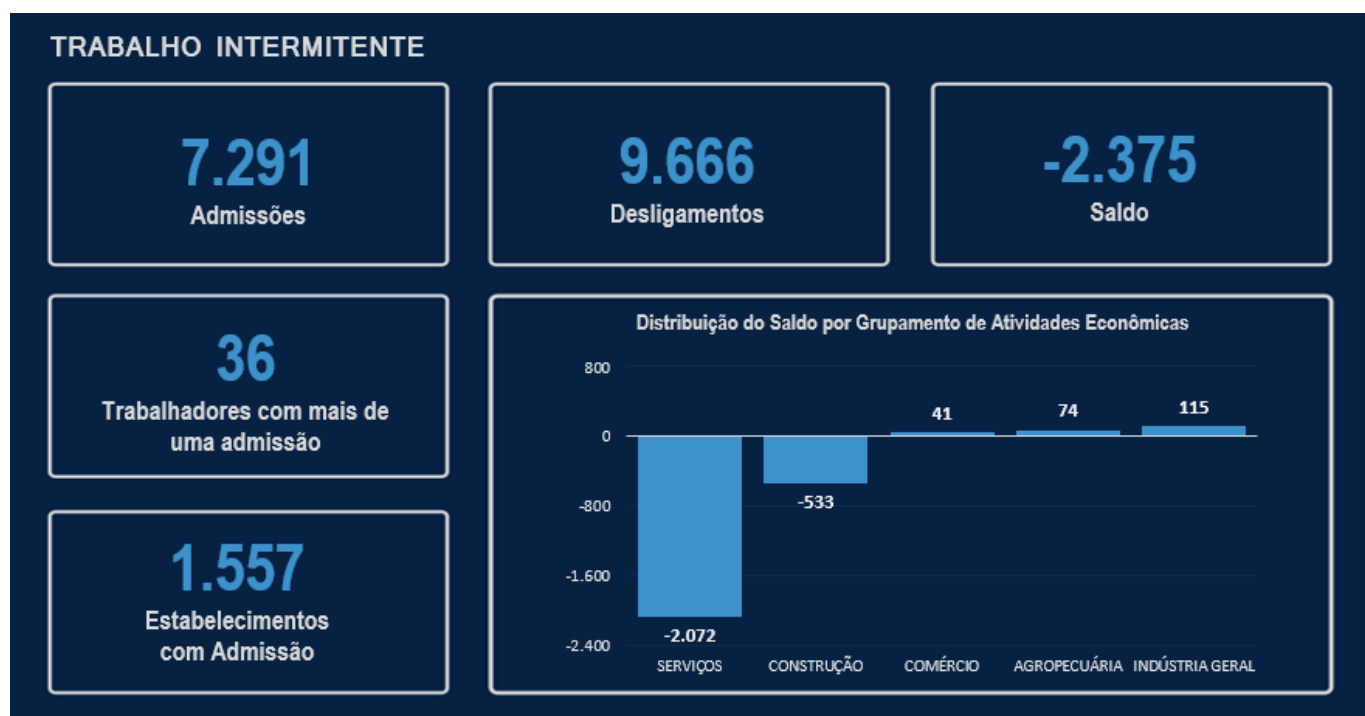 TRABALHO INTERMITENTE
7.291
Admissões
9.666
Desligamentos
-2.375
Saldo
36
Trabalhadores com mais de
uma admissão
1.557
Estabelecimentos
com Admissão
Distribuição do Saldo por Grupamento de Atividades Econômicas
800
0
-800
-1.600
-2.400
-2.072
-533
41
74
115
SERVIÇOS
CONSTRUÇÃO
COMÉRCIO
AGROPECUÁRIA
INDÚSTRIA GERAL